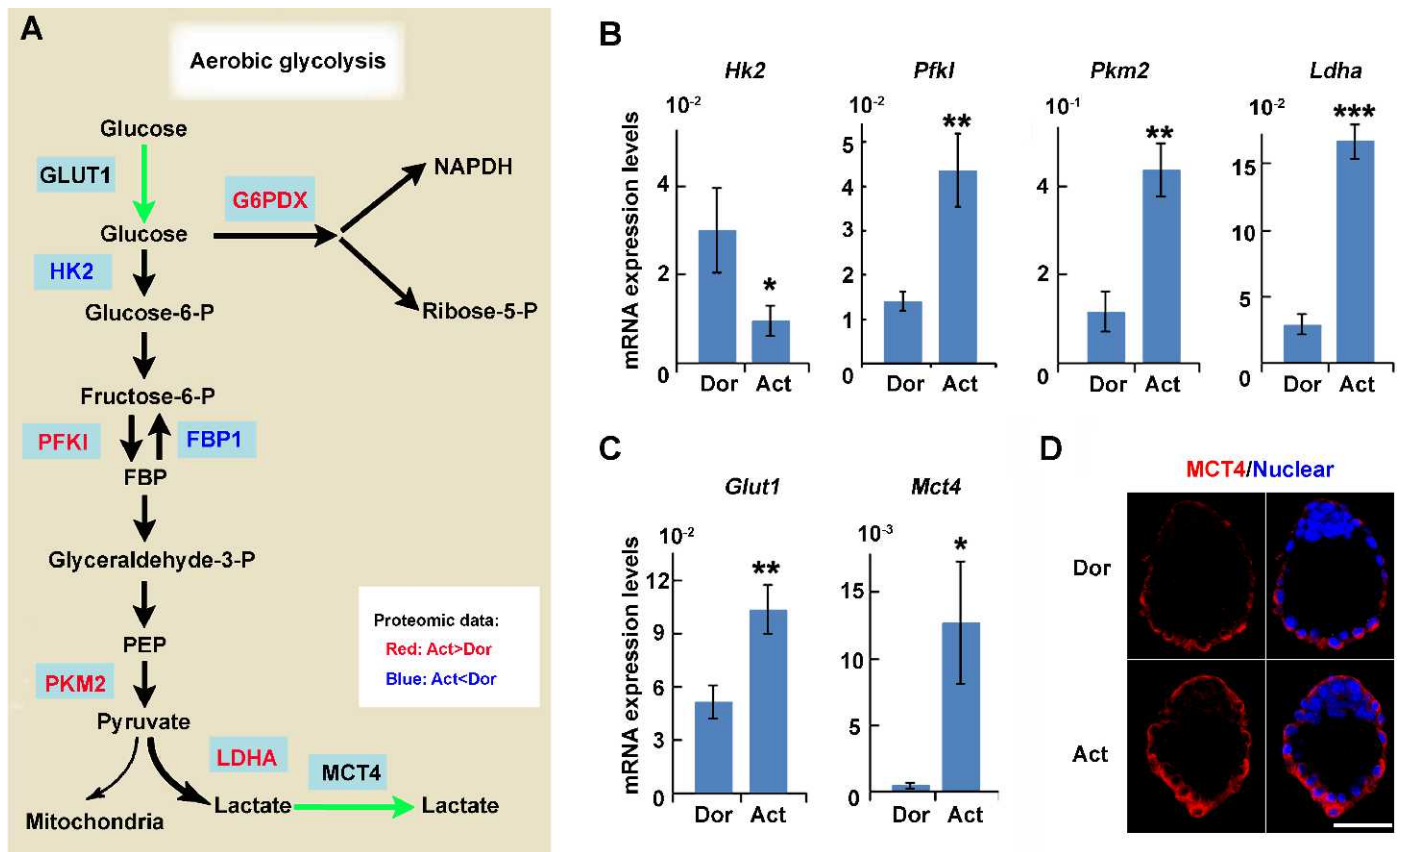 A
Aerobic glycolysis
Glucose
GLUT1
NAPDH
G6PDX
Glucose
HK2
Glucose-6-P
Ribose-5-P
Fructose-6-P
PFKl
FBP1
FBP
Glyceraldehyde-3-P
Proteomic data:
Red: Act>Dor
Blue: Act<Dor
PEP
PKM2
Pyruvate
LDHA
MCT4
Lactate
Lactate
Mitochondria
B
mRNA expression levels
Hk2
10-2
4
2
0
*
Dor Act
Pfkl
10-2
5
4
3
2
1
0
**
Dor Act
Pkm2
10-1
4
2
0
**
Dor Act
Ldha
10-2
15
10
5
0
***
Dor Act
C
mRNA expression levels
Glut1
10-2
12
9
6
3
0
**
Dor Act
Mct4
10-3
15
10
5
0
*
Dor Act
D
MCT4/Nuclear
Dor
Act